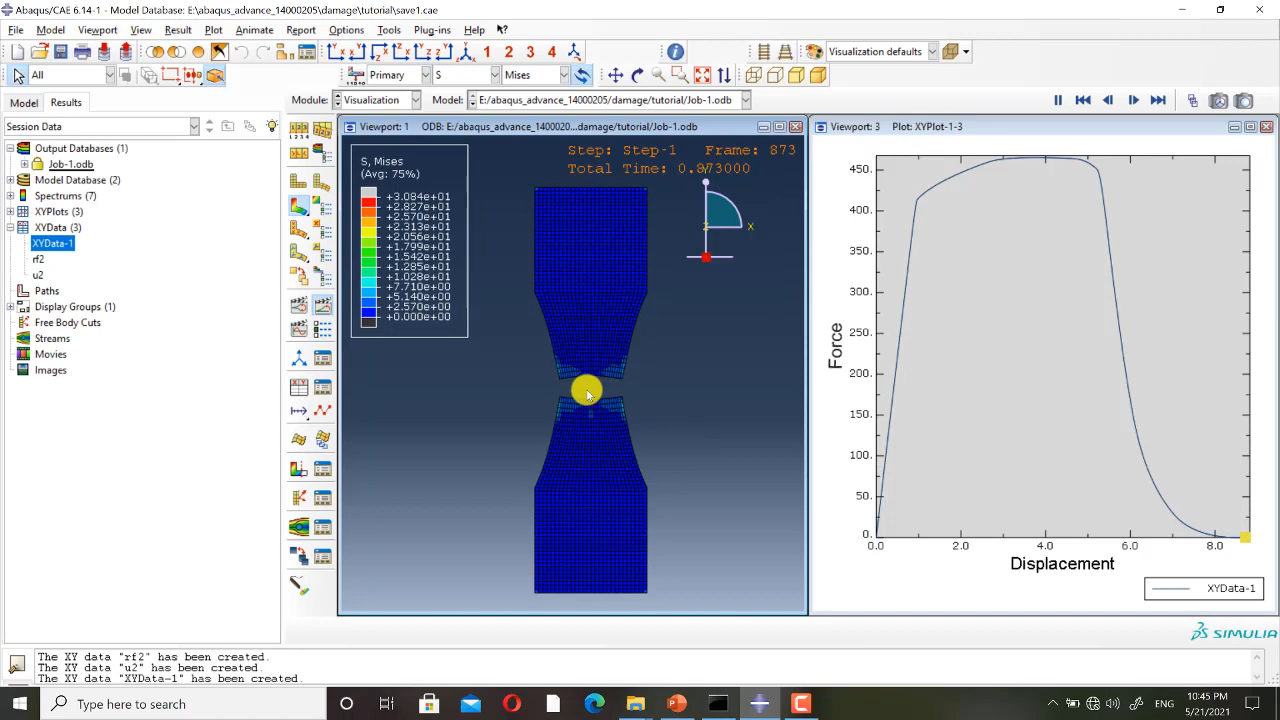 Abaqus/CAE 6.14-1 - Model Database: E:\abaqus_advance_14000205\damage\tutorial\save1.cae
File Model Viewport View Result Plot Animate Report Options Tools Plug-ins Help
1 2 3 4 Visualization defaults
All Primary S Mises
Model Results Module: Visualization Model: E:/abaqus_advance_14000205/damage/tutorial/Job-1.odb
Session Data
Viewport: 1 ODB: E:/abaqus_advance_1400020...damage/tutorial/Job-1.odb
Viewport: 3 Plot: XYPlot-1-3
Output Databases (1)
Job-1.odb
Model Database (2)
Spectrums (7)
XYPlots (3)
XYData (3)
XYData-1
rf2
u2
Paths
Display Groups (1)
Free Body Cuts
Streams
Movies
Images
S, Mises
(Avg: 75%)
+3.084e+01
+2.827e+01
+2.570e+01
+2.313e+01
+2.056e+01
+1.799e+01
+1.542e+01
+1.285e+01
+1.028e+01
+7.710e+00
+5.140e+00
+2.570e+00
+0.000e+00
Step: Step-1 Frame: 873
Total Time: 0.873000
Z X
450.
400.
350.
300.
250.
200.
150.
100.
50.
0.
Force
0.0 2.0 4.0 6.0 8.0
Displacement
XYData-1
SIMULIA
The XY data "rf2" has been created.
The XY data "u2" has been created.
The XY data "XYData-1" has been created.
Type here to search
ENG
10:45 PM
5/21/2021